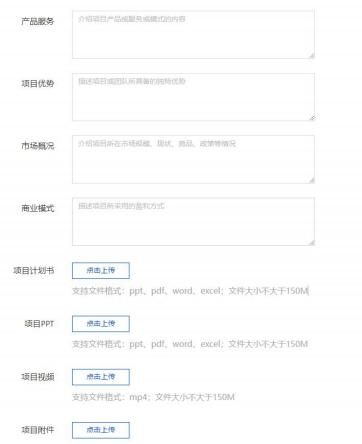 产品服务
介绍项目产品或服务或模式的内容
项目优势
描述项目或团队所具备的独特优势
市场概况
介绍项目所在市场规模、现状、竞品、政策等情况
商业模式
描述项目所采用的盈利方式
项目计划书
点击上传
支持文件格式：ppt、pdf、word、excel；文件大小不大于150M
项目PPT
点击上传
支持文件格式：ppt、pdf、word、excel；文件大小不大于150M
项目视频
点击上传
支持文件格式：mp4；文件大小不大于150M
项目附件
点击上传